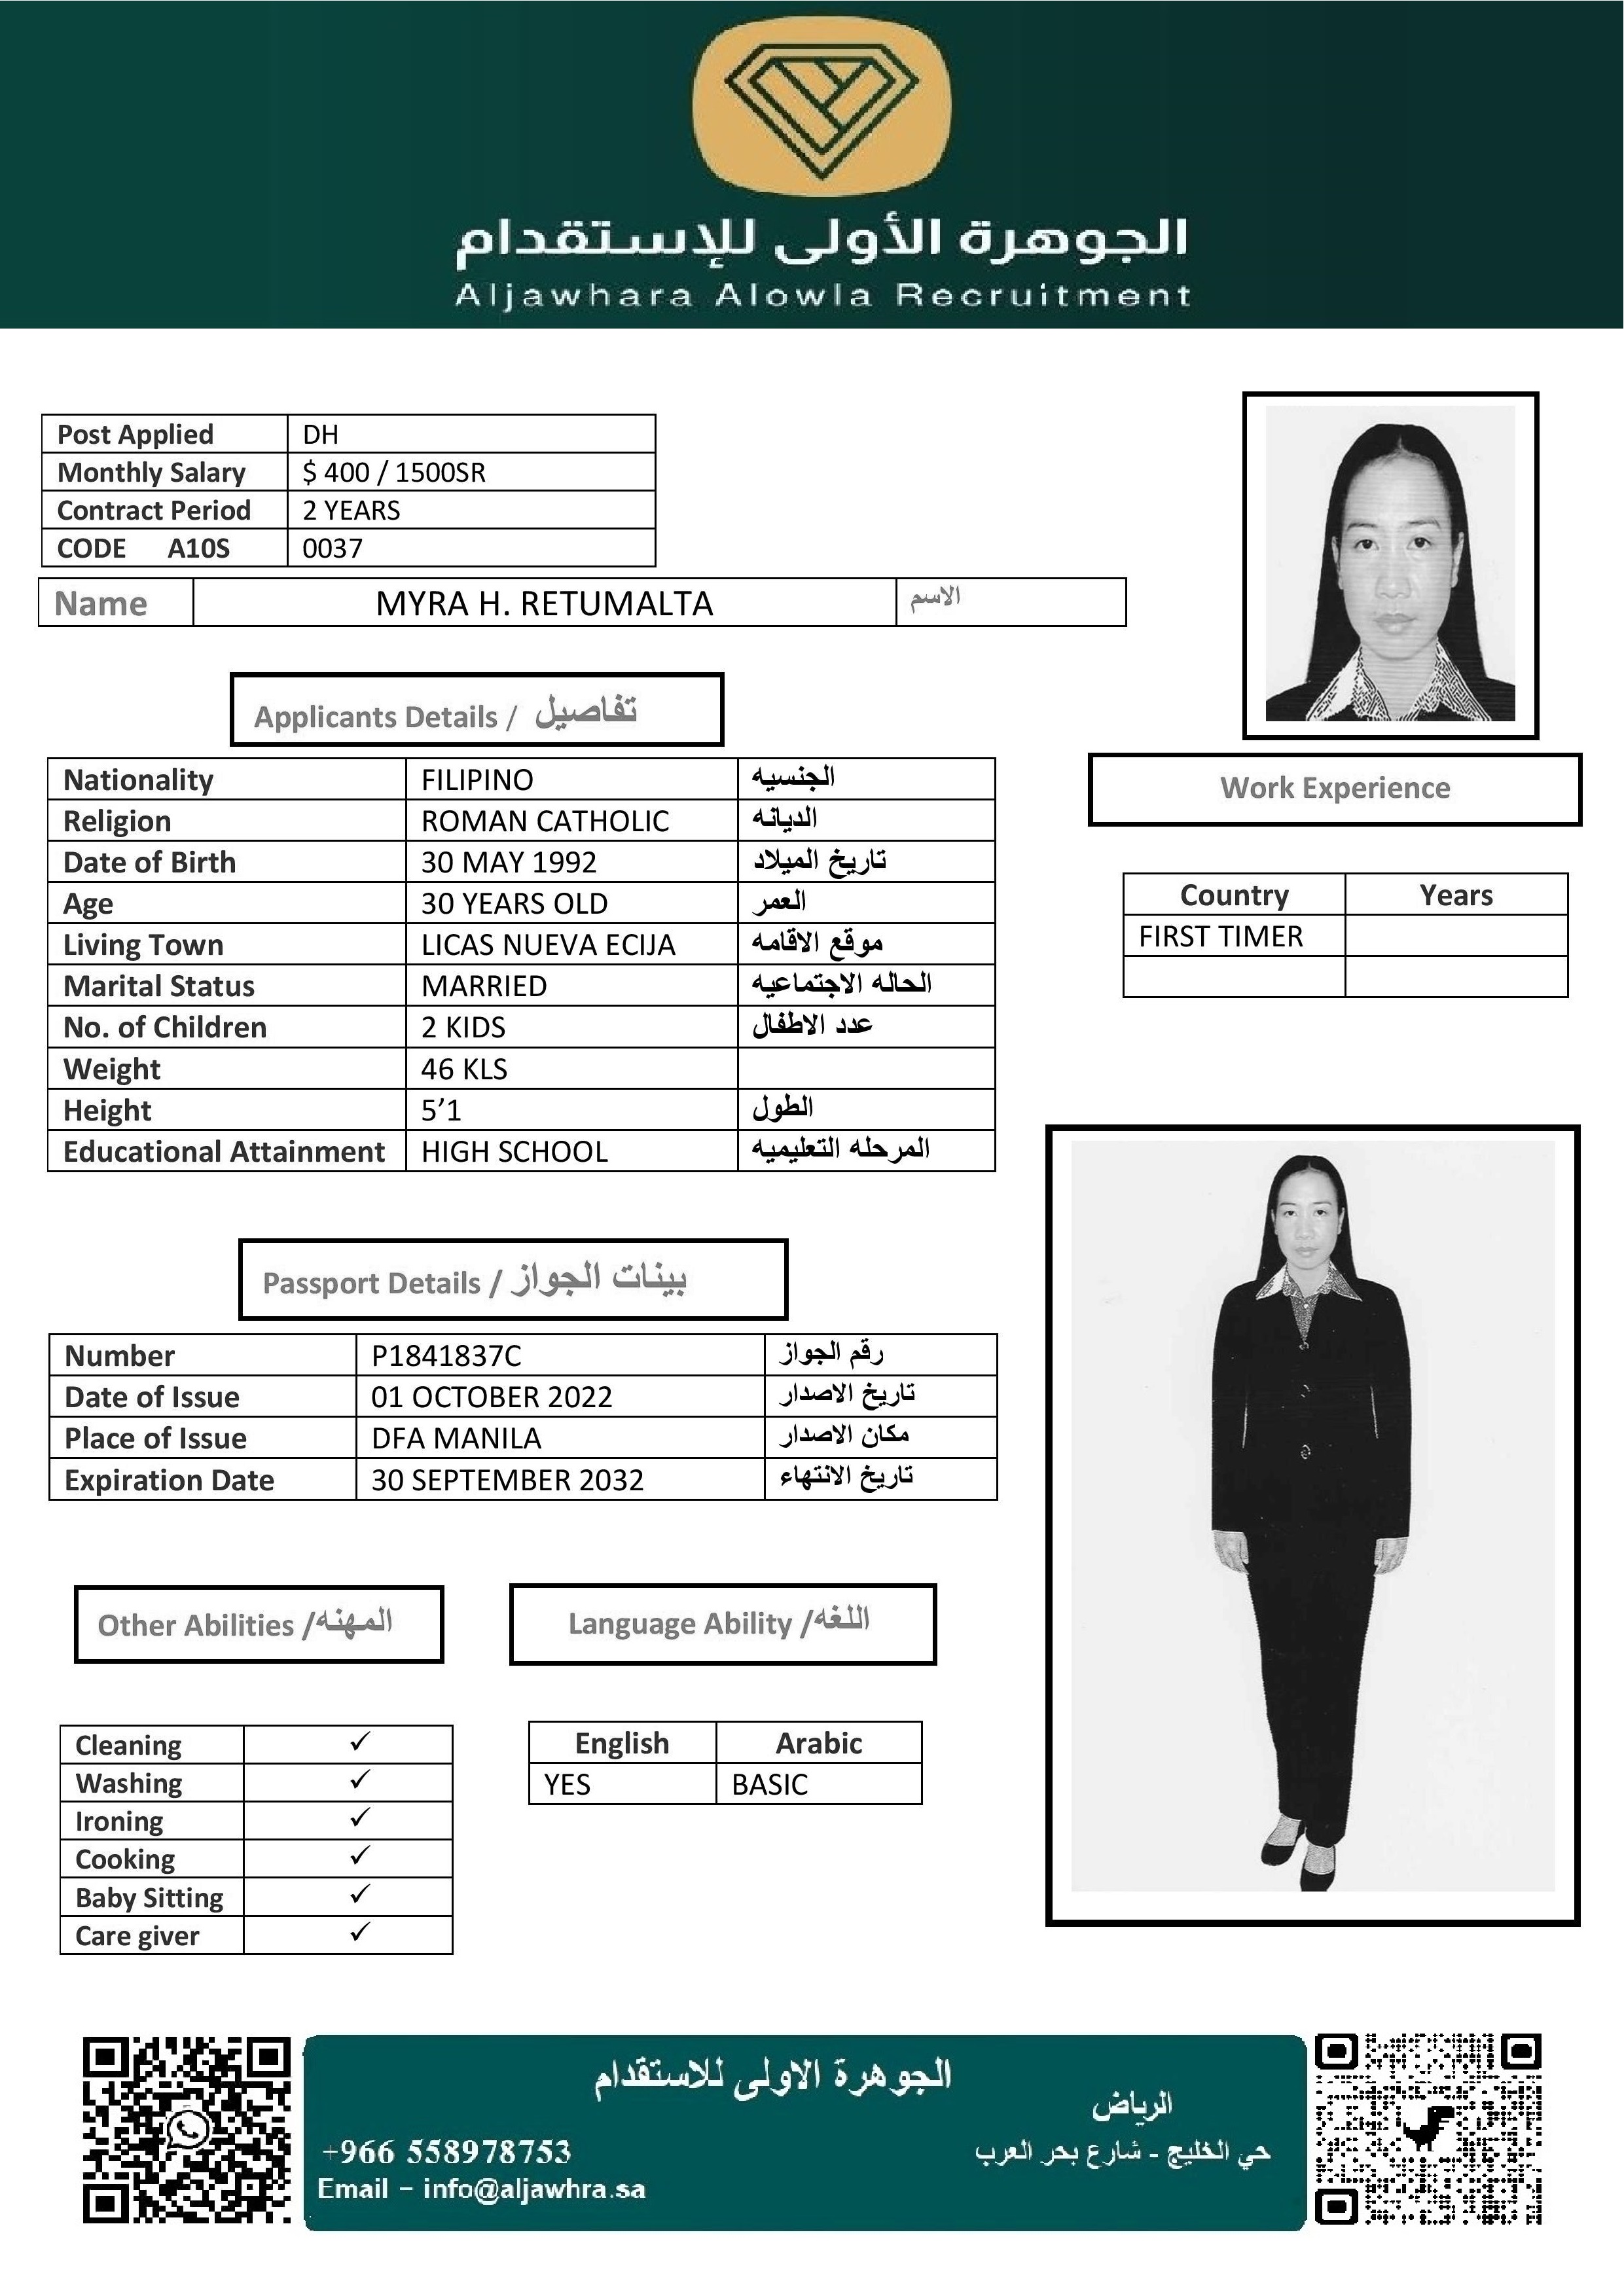 الجوهرة الأولى للإستقدام
Aljawhara Alowla Recruitment
Post Applied DH
Monthly Salary $ 400 / 1500SR
Contract Period 2 YEARS
CODE A10S 0037
Name MYRA H. RETUMALTA الاسم
Applicants Details / تفاصيل
Nationality FILIPINO الجنسيه
Religion ROMAN CATHOLIC الديانه
Date of Birth 30 MAY 1992 تاريخ الميلاد
Age 30 YEARS OLD العمر
Living Town LICAS NUEVA ECIJA موقع الاقامه
Marital Status MARRIED الحاله الاجتماعيه
No. of Children 2 KIDS عدد الاطفال
Weight 46 KLS
Height 5’1 الطول
Educational Attainment HIGH SCHOOL المرحله التعليميه
Work Experience
Country Years
FIRST TIMER
Passport Details / بينات الجواز
Number P1841837C رقم الجواز
Date of Issue 01 OCTOBER 2022 تاريخ الاصدار
Place of Issue DFA MANILA مكان الاصدار
Expiration Date 30 SEPTEMBER 2032 تاريخ الانتهاء
Other Abilities /المهنه
Cleaning ✓
Washing ✓
Ironing ✓
Cooking ✓
Baby Sitting ✓
Care giver ✓
Language Ability /اللغه
English Arabic
YES BASIC
الجوهرة الاولى للاستقدام
الرياض
حي الخليج - شارع بحر العرب
+966 558978753
Email – info@aljawhra.sa